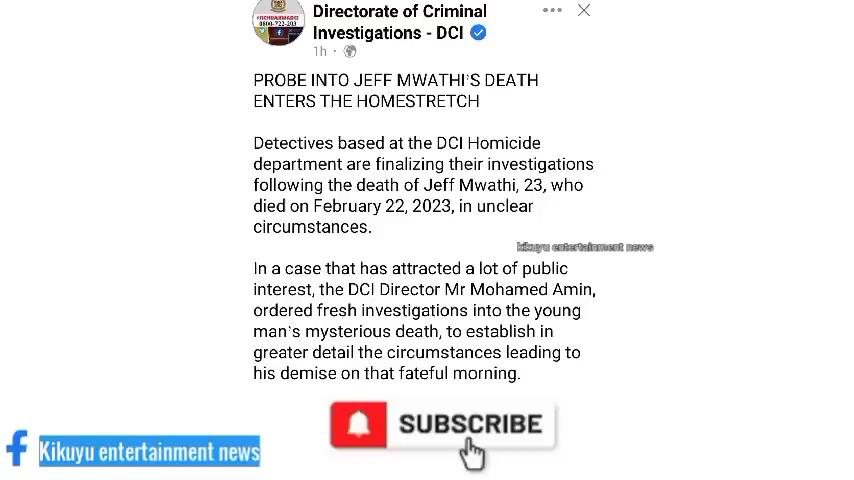 #FICHUAKWADCI
0800-722-203
Directorate of Criminal
Investigations - DCI
1h ·
PROBE INTO JEFF MWATHI'S DEATH
ENTERS THE HOMESTRETCH
Detectives based at the DCI Homicide
department are finalizing their investigations
following the death of Jeff Mwathi, 23, who
died on February 22, 2023, in unclear
circumstances.
kikuyu entertainment news
In a case that has attracted a lot of public
interest, the DCI Director Mr Mohamed Amin,
ordered fresh investigations into the young
man's mysterious death, to establish in
greater detail the circumstances leading to
his demise on that fateful morning.
SUBSCRIBE
Kikuyu entertainment news